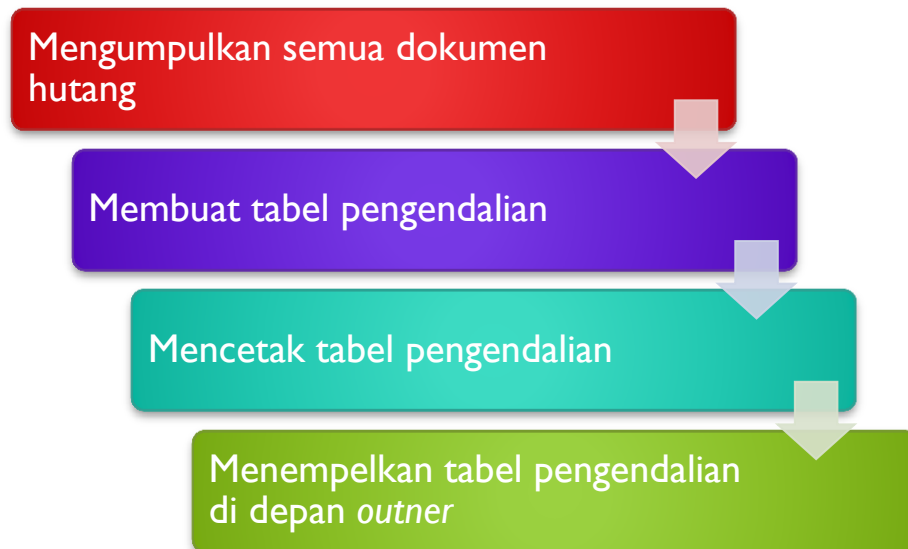 Mengumpulkan semua dokumen
hutang
Membuat tabel pengendalian
Mencetak tabel pengendalian
Menempelkan tabel pengendalian
di depan outner